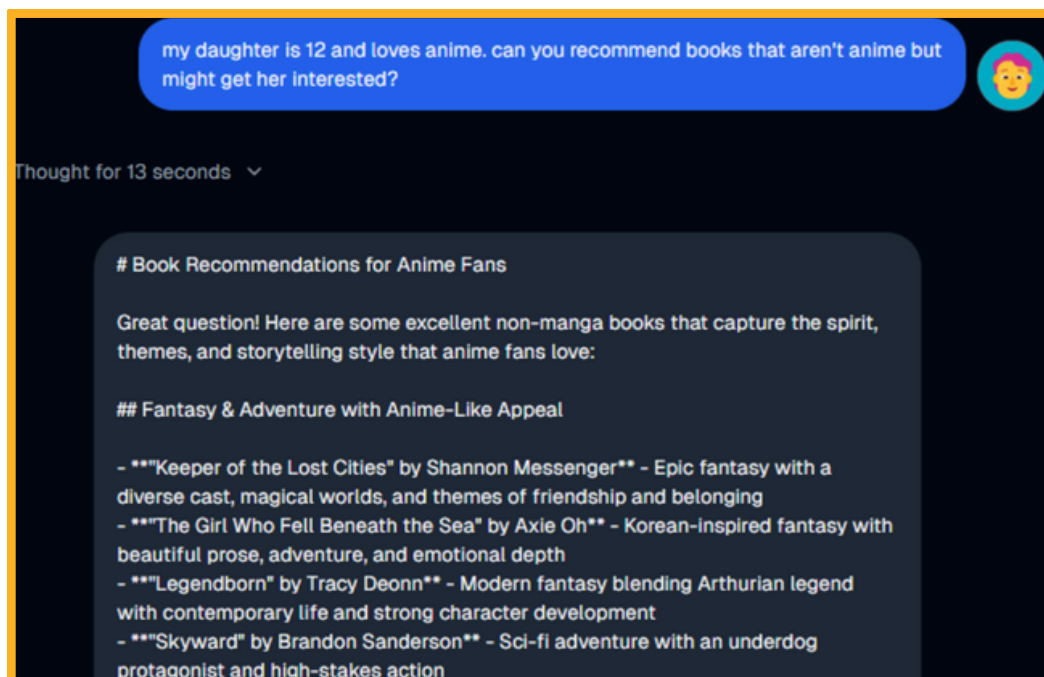 my daughter is 12 and loves anime. can you recommend books that aren't anime but
might get her interested?
Thought for 13 seconds
# Book Recommendations for Anime Fans
Great question! Here are some excellent non-manga books that capture the spirit,
themes, and storytelling style that anime fans love:
## Fantasy & Adventure with Anime-Like Appeal
- **"Keeper of the Lost Cities" by Shannon Messenger** - Epic fantasy with a
diverse cast, magical worlds, and themes of friendship and belonging
- **"The Girl Who Fell Beneath the Sea" by Axie Oh** - Korean-inspired fantasy with
beautiful prose, adventure, and emotional depth
- **"Legendborn" by Tracy Deonn** - Modern fantasy blending Arthurian legend
with contemporary life and strong character development
- **"Skyward" by Brandon Sanderson** - Sci-fi adventure with an underdog
protagonist and high-stakes action